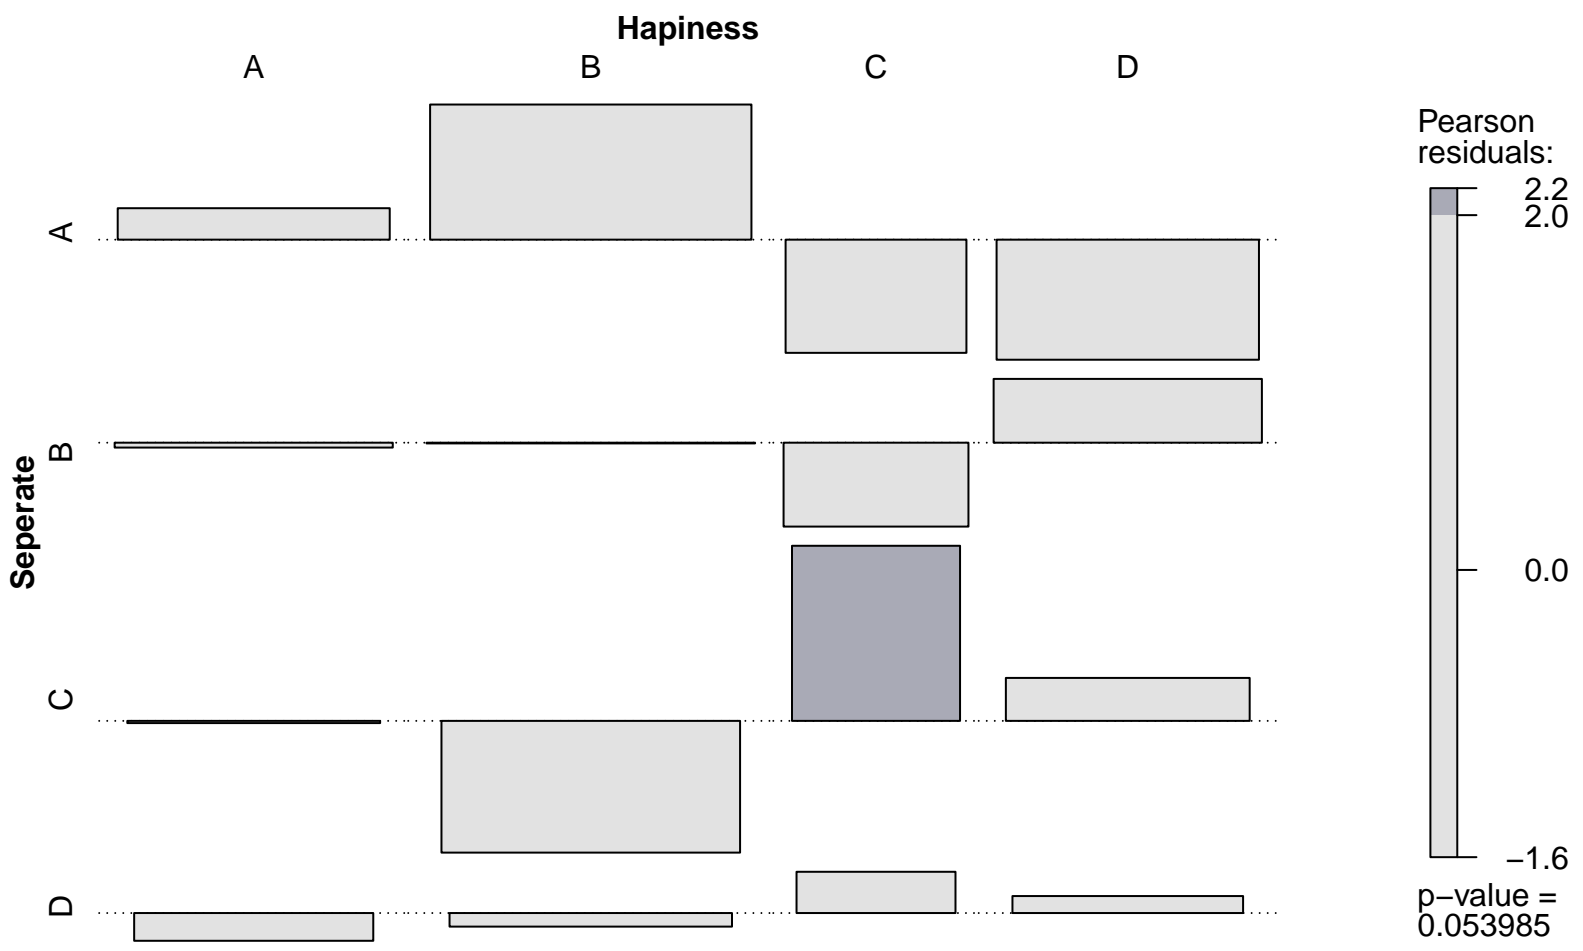 Hapiness
A B C D
Seperate
A
B
C
D
Pearson
residuals:
2.2
2.0
0.0
−1.6
p−value =
0.053985